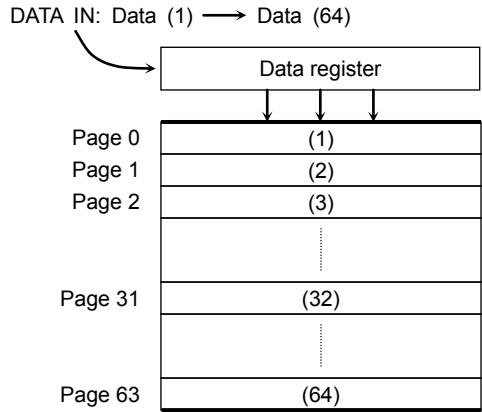 DATA IN: Data (1) → Data (64)
Data register
Page 0 (1)
Page 1 (2)
Page 2 (3)
Page 31 (32)
Page 63 (64)